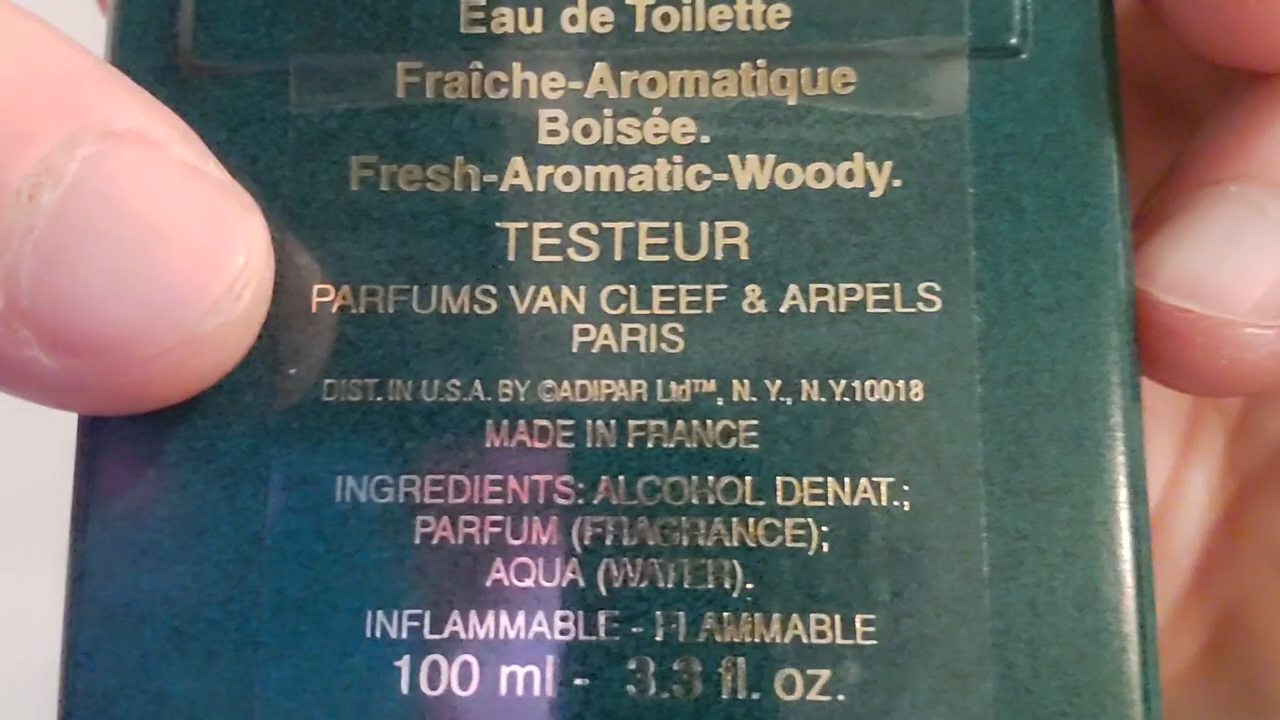 Eau de Toilette
Fraîche-Aromatique
Boisée.
Fresh-Aromatic-Woody.
TESTEUR
PARFUMS VAN CLEEF & ARPELS
PARIS
DIST. IN U.S.A. BY ©ADIPAR Ltd™, N. Y., N.Y.10018
MADE IN FRANCE
INGREDIENTS: ALCOHOL DENAT.;
PARFUM (FRAGRANCE);
AQUA (WATER).
INFLAMMABLE - FLAMMABLE
100 ml - 3.3 fl. oz.